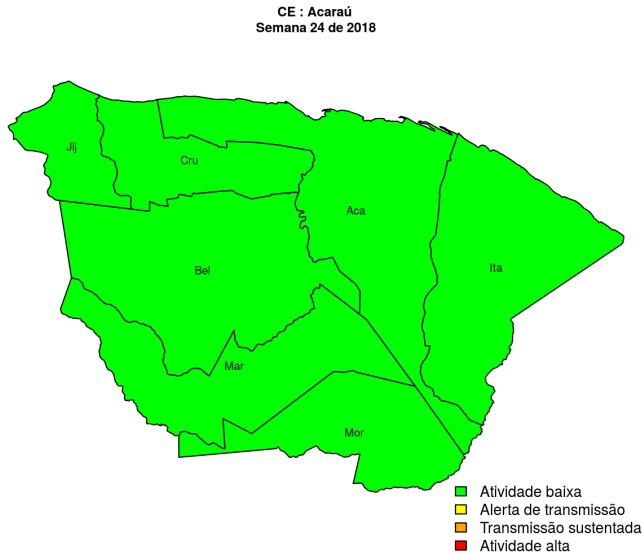 CE : Acaraú
Semana 24 de 2018
Jij
Cru
Aca
Bel
Ita
Mar
Mor
Atividade baixa
Alerta de transmissão
Transmissão sustentada
Atividade alta